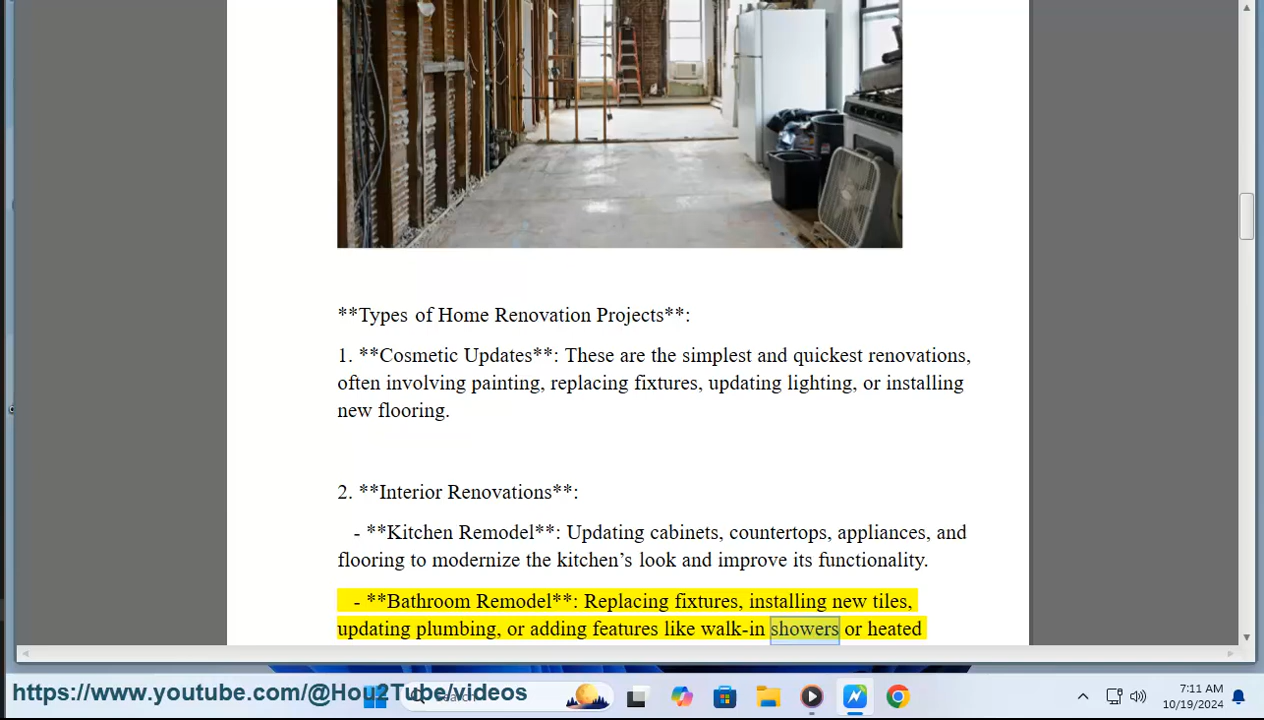 **Types of Home Renovation Projects**:
1. **Cosmetic Updates**: These are the simplest and quickest renovations,
often involving painting, replacing fixtures, updating lighting, or installing
new flooring.
2. **Interior Renovations**:
- **Kitchen Remodel**: Updating cabinets, countertops, appliances, and
flooring to modernize the kitchen’s look and improve its functionality.
- **Bathroom Remodel**: Replacing fixtures, installing new tiles,
updating plumbing, or adding features like walk-in showers or heated
https://www.youtube.com/@Hou2Tube/videos
Search
7:11 AM
10/19/2024